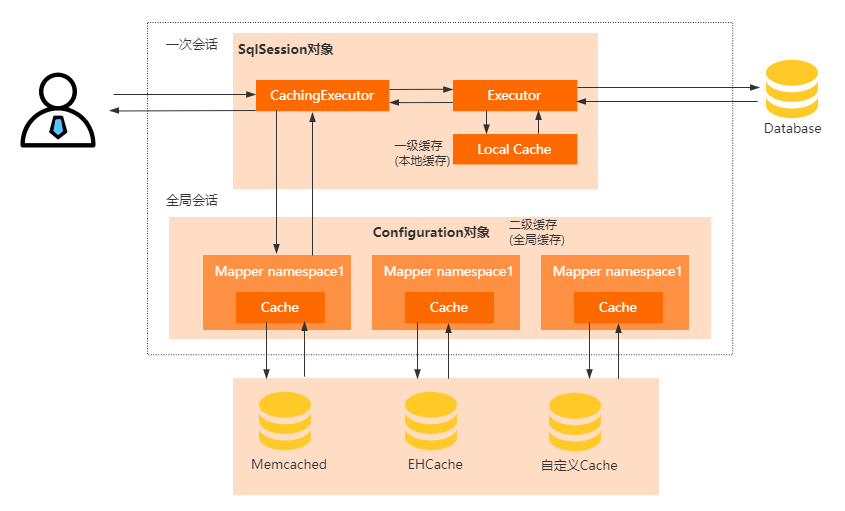 一次会话
SqlSession对象
CachingExecutor
Executor
Database
一级缓存
(本地缓存)
Local Cache
全局会话
Configuration对象
二级缓存
(全局缓存)
Mapper namespace1
Mapper namespace1
Mapper namespace1
Cache
Cache
Cache
Memcached
EHCache
自定义Cache